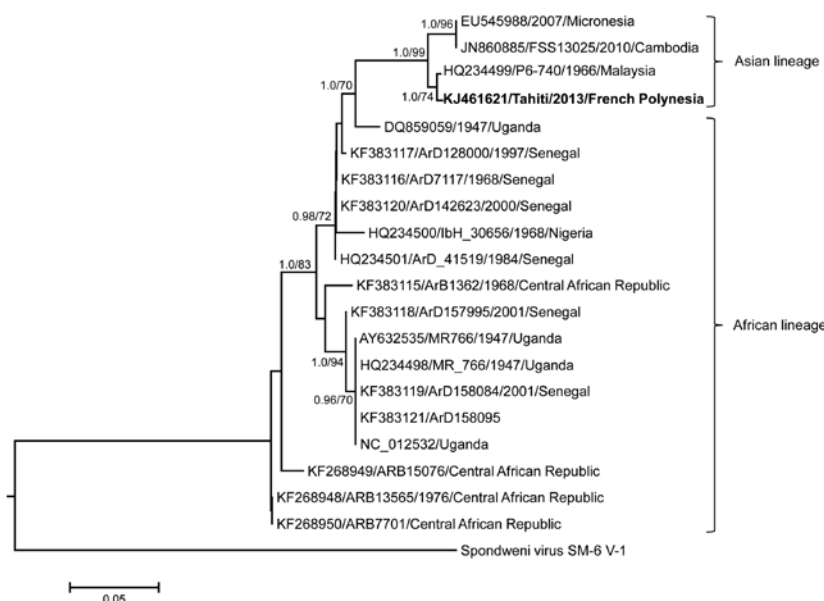 1.0/96
EU545988/2007/Micronesia
1.0/99
JN860885/FSS13025/2010/Cambodia
Asian lineage
1.0/70
HQ234499/P6-740/1966/Malaysia
1.0/74
KJ461621/Tahiti/2013/French Polynesia
DQ859059/1947/Uganda
KF383117/ArD128000/1997/Senegal
KF383116/ArD7117/1968/Senegal
KF383120/ArD142623/2000/Senegal
0.98/72
HQ234500/IbH_30656/1968/Nigeria
HQ234501/ArD_41519/1984/Senegal
1.0/83
KF383115/ArB1362/1968/Central African Republic
KF383118/ArD157995/2001/Senegal
African lineage
AY632535/MR766/1947/Uganda
1.0/94
HQ234498/MR_766/1947/Uganda
KF383119/ArD158084/2001/Senegal
0.96/70
KF383121/ArD158095
NC_012532/Uganda
KF268949/ARB15076/Central African Republic
KF268948/ARB13565/1976/Central African Republic
KF268950/ARB7701/Central African Republic
Spondweni virus SM-6 V-1
0.05